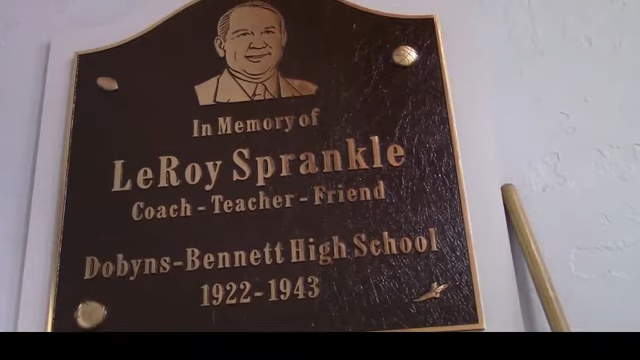 In Memory of
LeRoy Sprankle
Coach - Teacher - Friend
Dobyns-Bennett High School
1922-1943